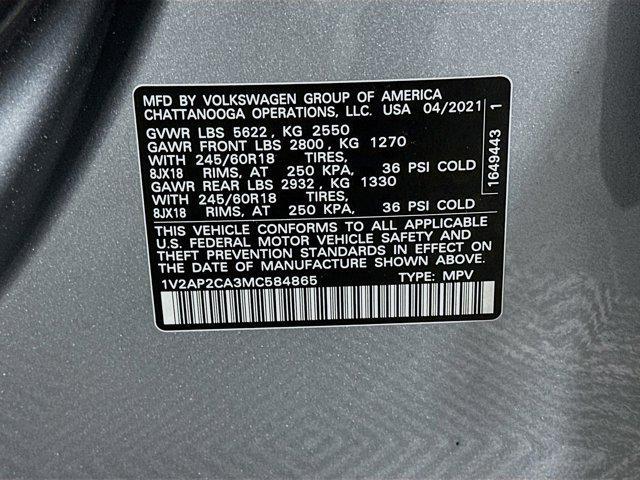 MFD BY VOLKSWAGEN GROUP OF AMERICA
CHATTANOOGA OPERATIONS, LLC. USA 04/2021
GVWR LBS 5622, KG 2550
GAWR FRONT LBS 2800, KG 1270
WITH 245/60R18 TIRES,
8JX18 RIMS, AT 250 KPA, 36 PSI COLD
GAWR REAR LBS 2932, KG 1330
WITH 245/60R18 TIRES,
8JX18 RIMS, AT 250 KPA, 36 PSI COLD
THIS VEHICLE CONFORMS TO ALL APPLICABLE
U.S. FEDERAL MOTOR VEHICLE SAFETY AND
THEFT PREVENTION STANDARDS IN EFFECT ON
DATE OF MANUFACTURE SHOWN ABOVE.
1V2AP2CA3MC584865 TYPE: MPV
1649443 1